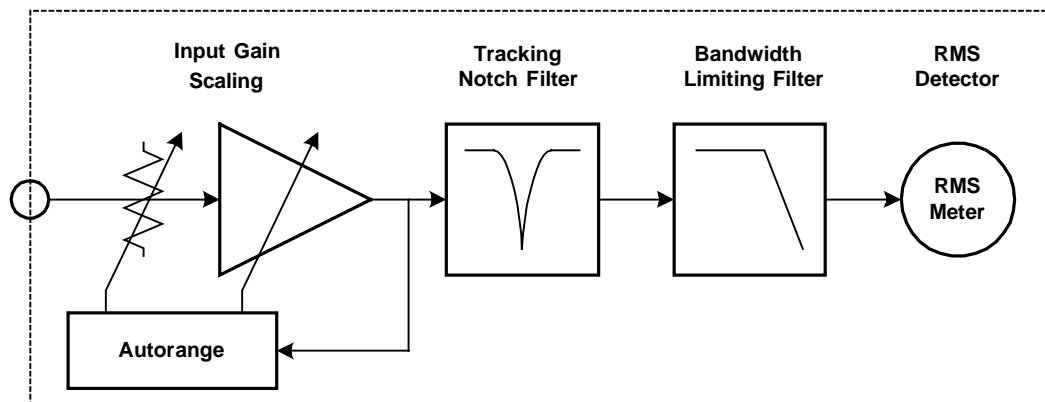 Input Gain
Scaling
Tracking
Notch Filter
Bandwidth
Limiting Filter
RMS
Detector
RMS
Meter
Autorange